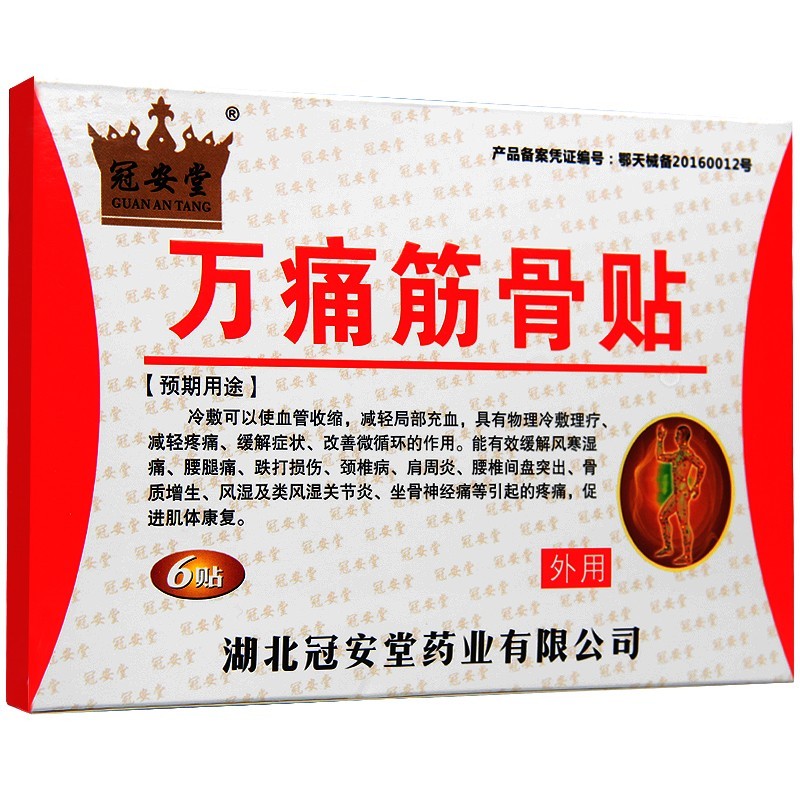 冠安堂
GUAN AN TANG
®
产品备案凭证编号：鄂天械备20160012号
万痛筋骨贴
【预期用途】
冷敷可以使血管收缩，减轻局部充血，具有物理冷敷理疗、
减轻疼痛、缓解症状、改善微循环的作用。能有效缓解风寒湿
痛、腰腿痛、跌打损伤、颈椎病、肩周炎、腰椎间盘突出、骨
质增生、风湿及类风湿关节炎、坐骨神经痛等引起的疼痛，促
进肌体康复。
6贴
外用
湖北冠安堂药业有限公司